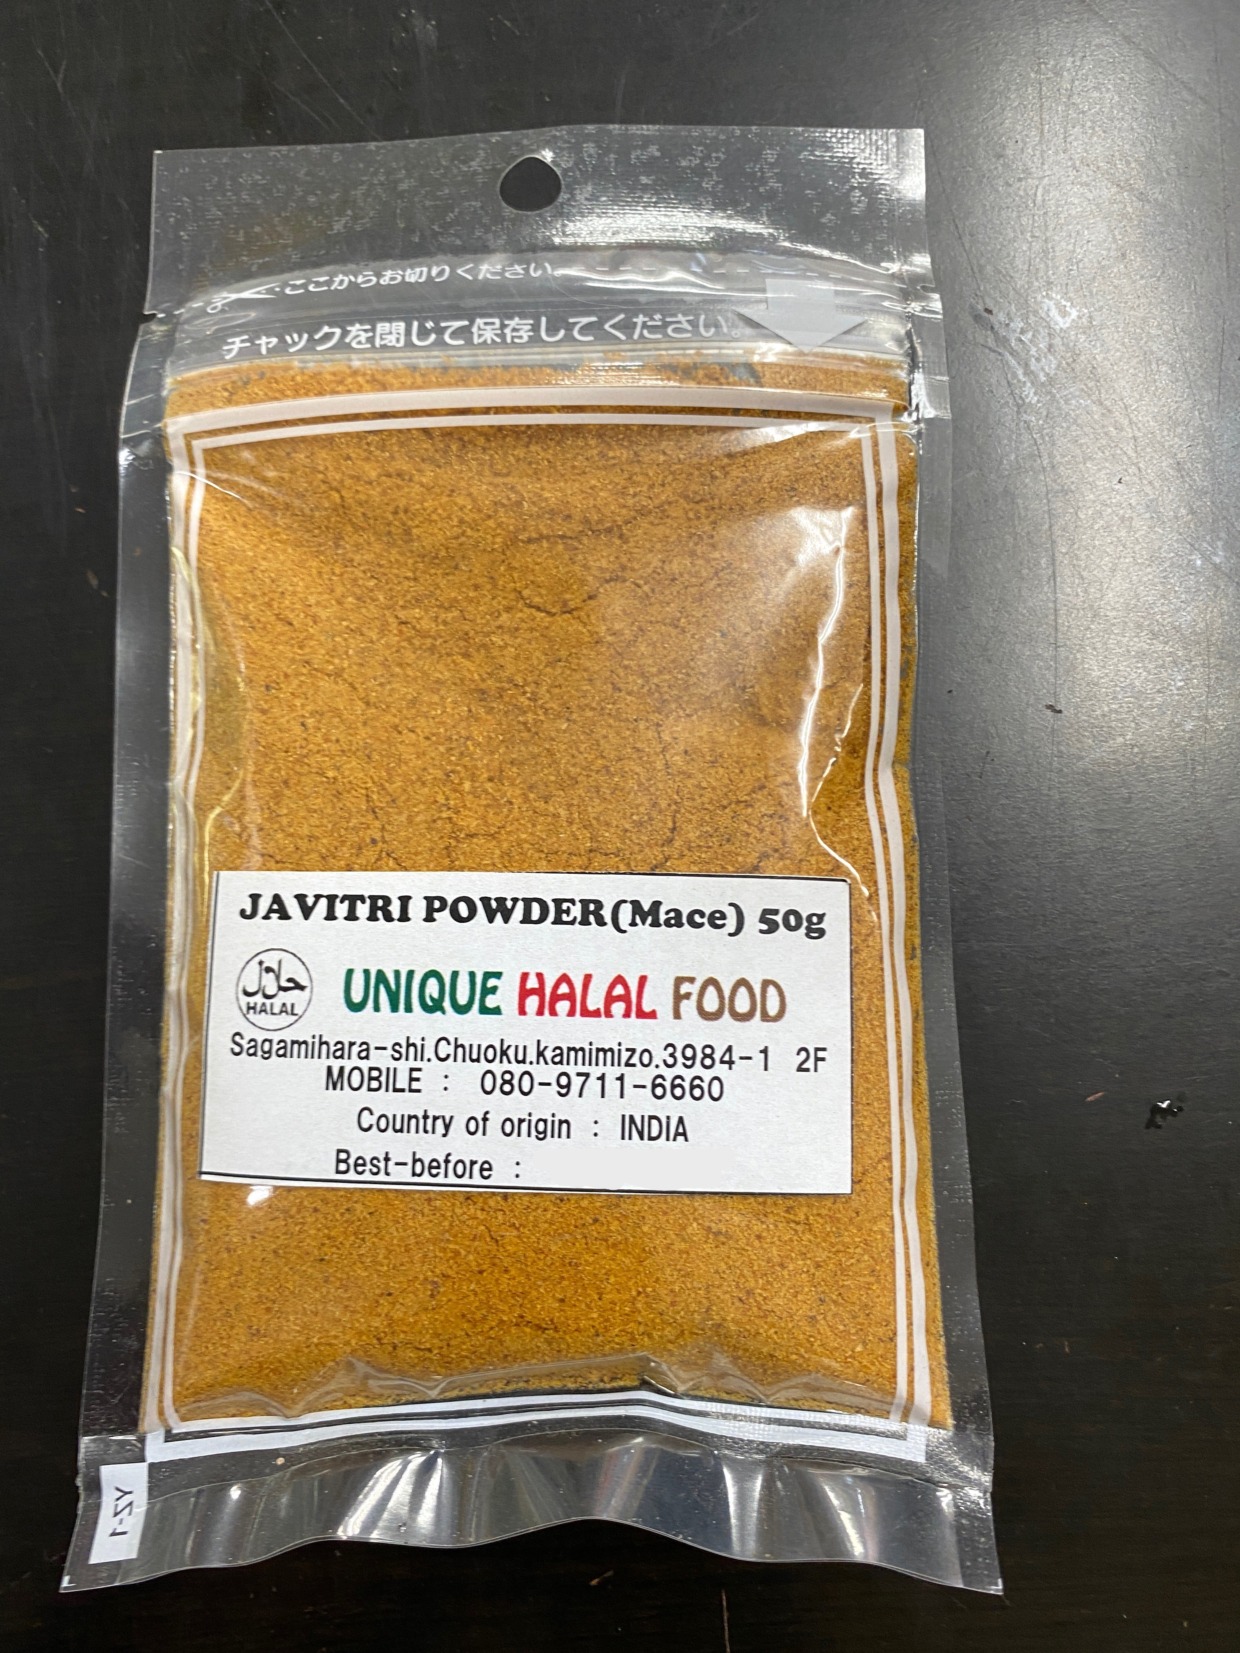 ここからお切りください。
チャックを閉じて保存してください。
JAVITRI POWDER(Mace) 50g
حلال
HALAL
UNIQUE HALAL FOOD
Sagamihara-shi.Chuoku.kamimizo.3984-1 2F
MOBILE : 080-9711-6660
Country of origin : INDiA
Best-before :
YZ-1